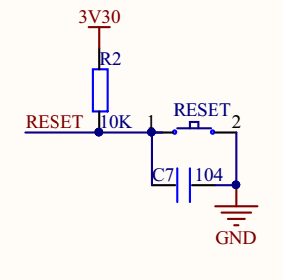 3V30
R2
RESET
10K
1
RESET
2
C7
104
GND